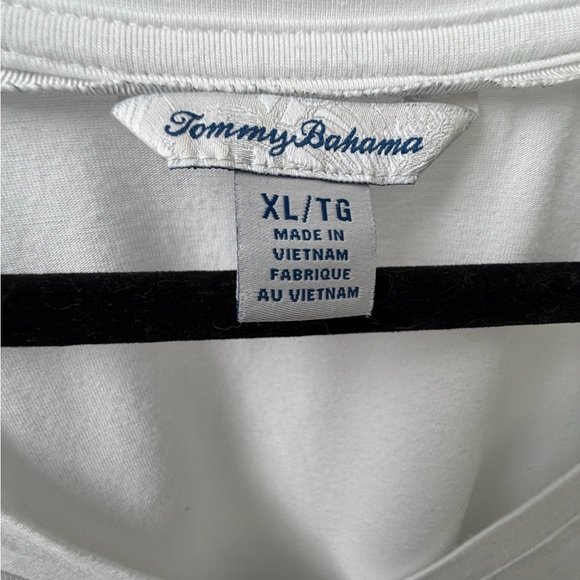 Tommy Bahama
XL/TG
MADE IN
VIETNAM
FABRIQUE
AU VIETNAM